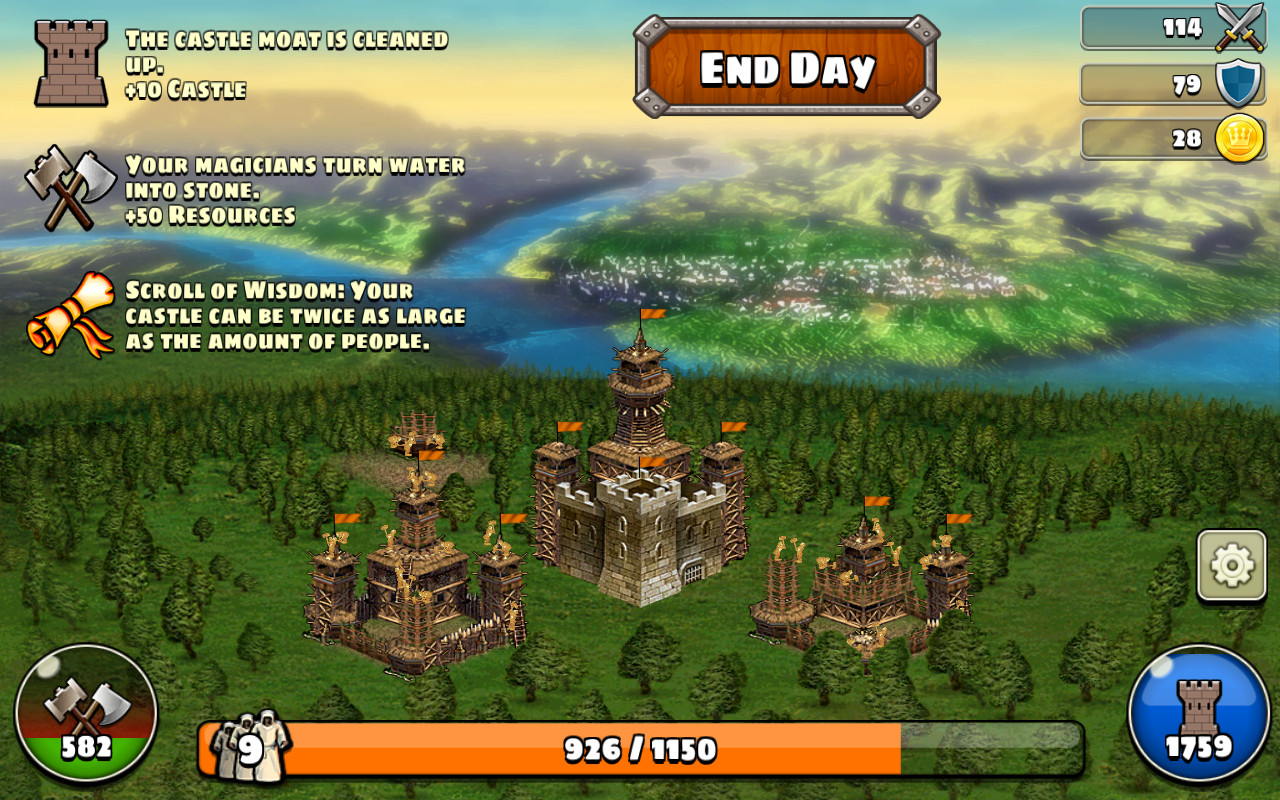 The castle moat is cleaned
up.
+10 Castle
Your magicians turn water
into stone.
+50 Resources
Scroll of Wisdom: Your
castle can be twice as large
as the amount of people.
End Day
114
79
28
582
9
926 / 1150
1759